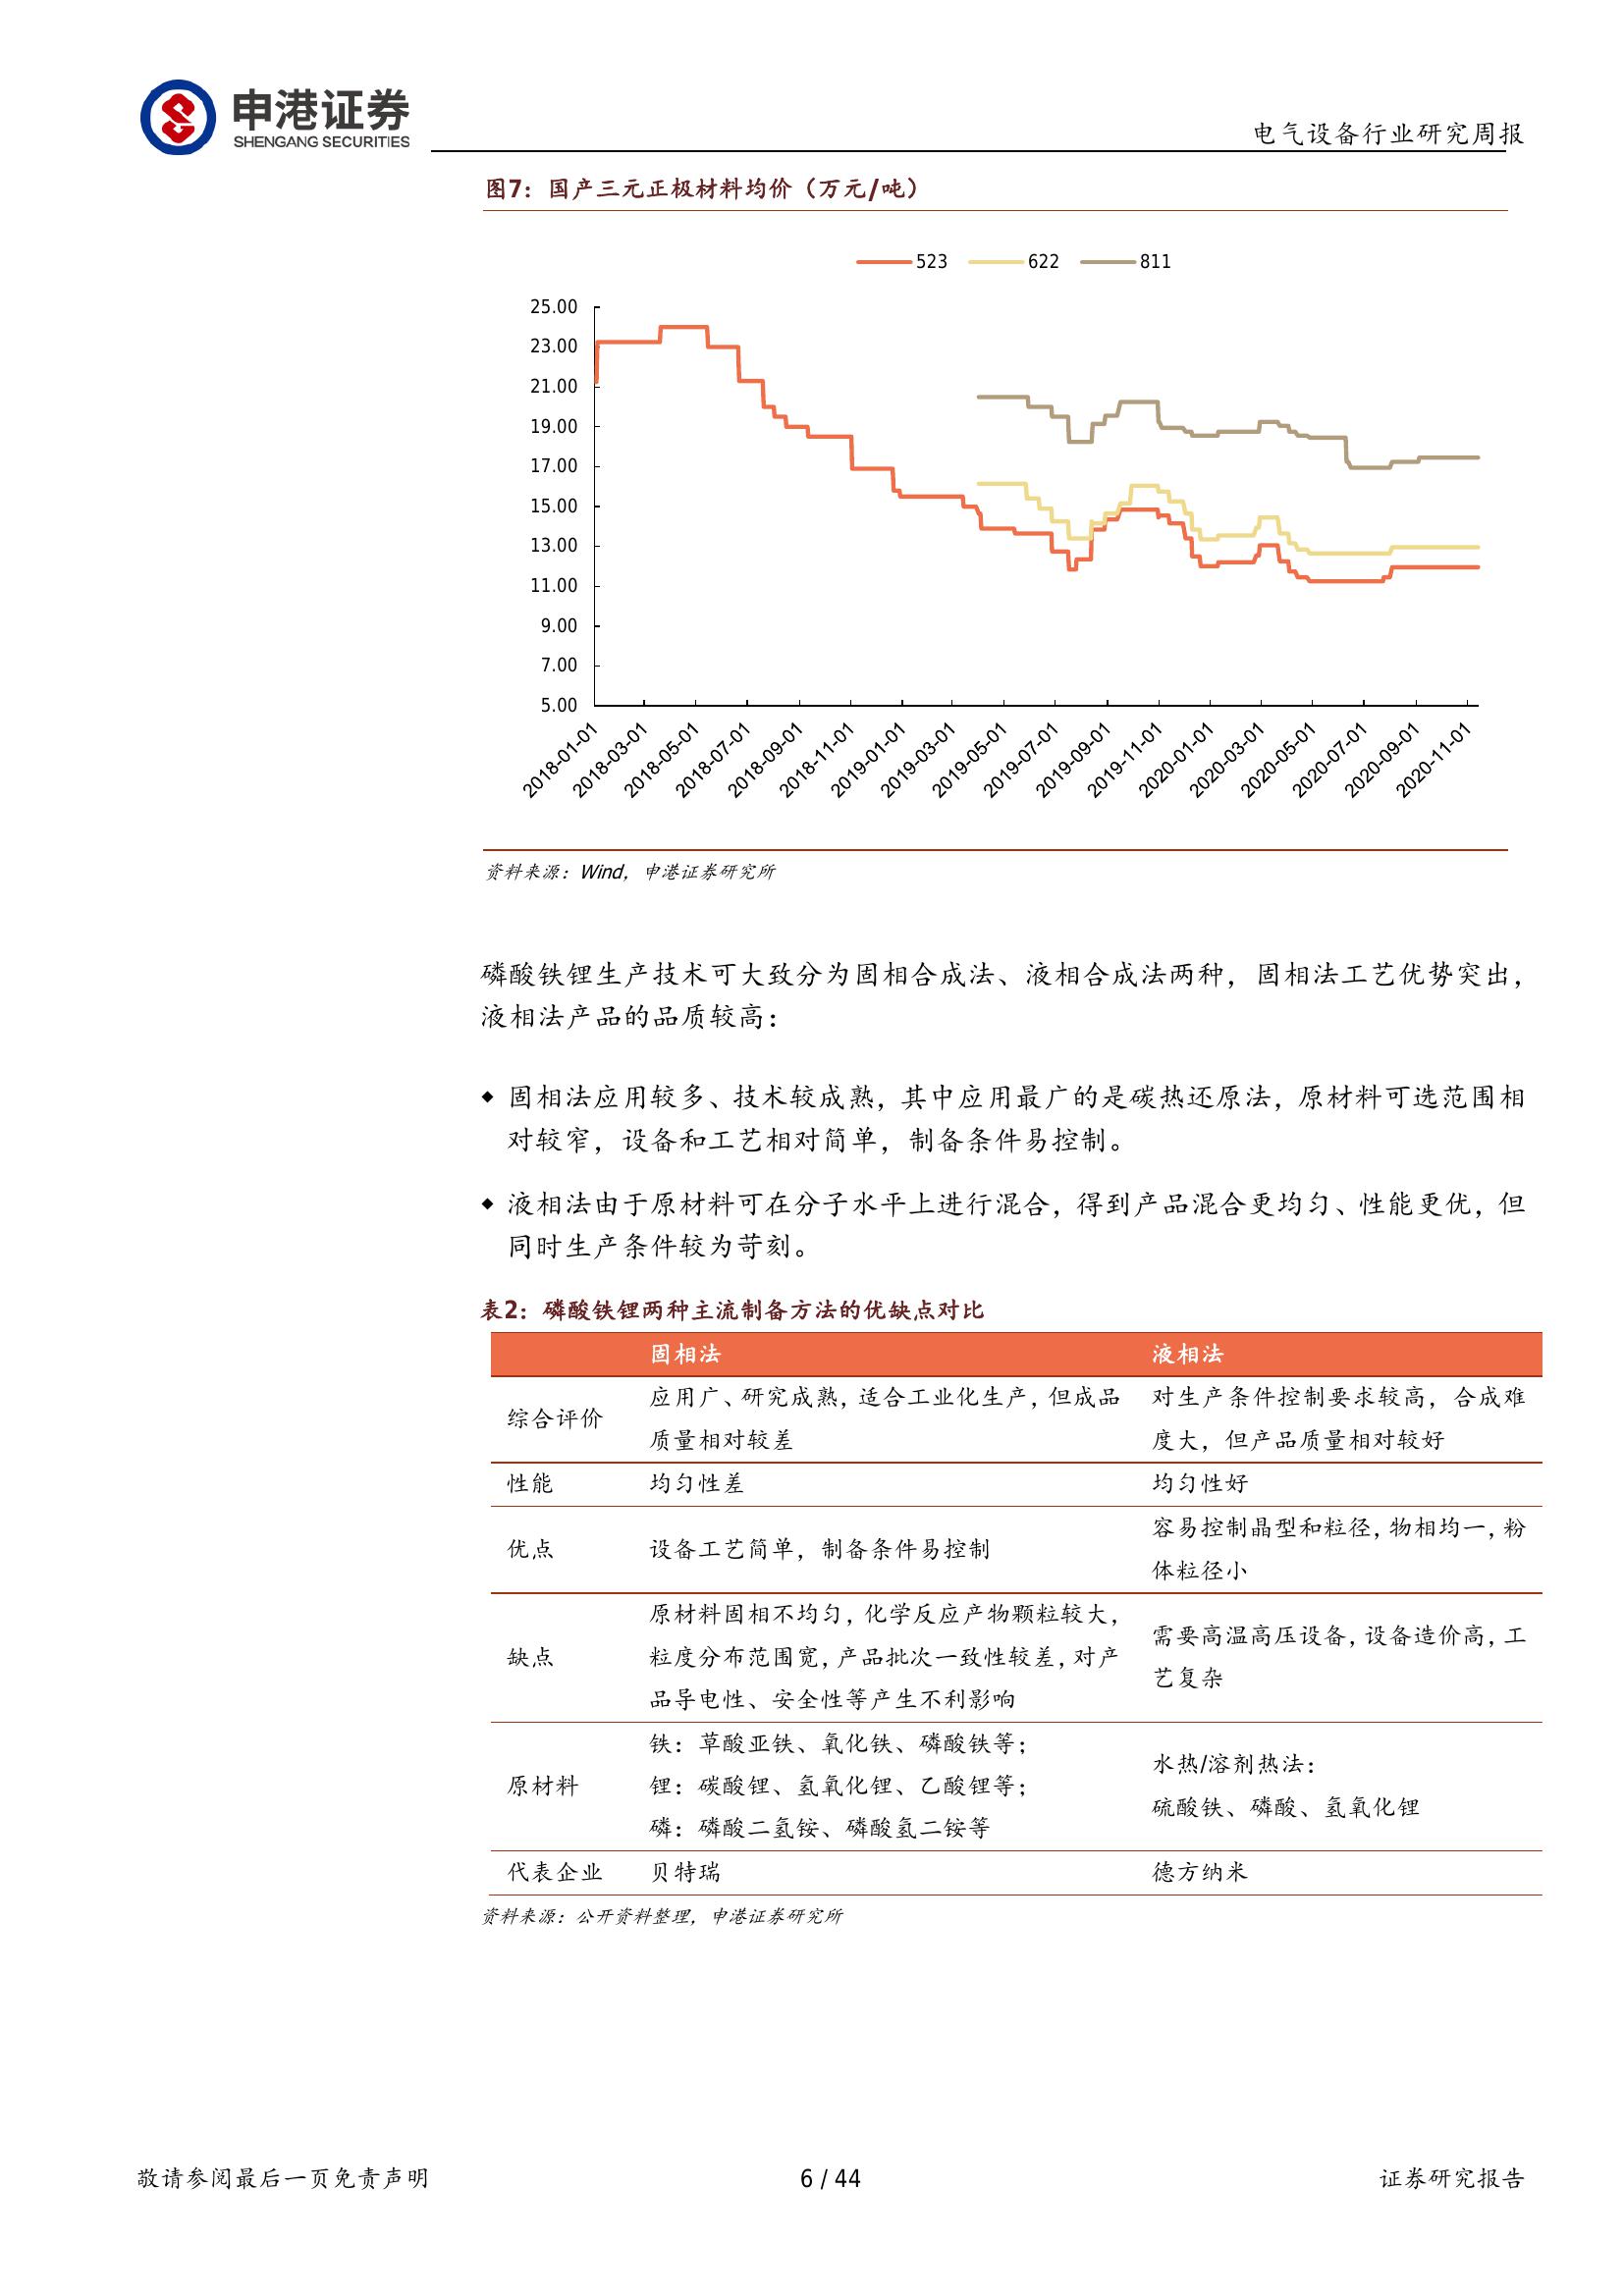 申港证券
SHENGANG SECURITIES
电气设备行业研究周报
图7：国产三元正极材料均价（万元/吨）
523 622 811
25.00
23.00
21.00
19.00
17.00
15.00
13.00
11.00
9.00
7.00
5.00
2018-01-01 2018-03-01 2018-05-01 2018-07-01 2018-09-01 2018-11-01 2019-01-01 2019-03-01 2019-05-01 2019-07-01 2019-09-01 2019-11-01 2020-01-01 2020-03-01 2020-05-01 2020-07-01 2020-09-01 2020-11-01
资料来源：Wind，申港证券研究所
磷酸铁锂生产技术可大致分为固相合成法、液相合成法两种，固相法工艺优势突出，
液相法产品的品质较高：
◆ 固相法应用较多、技术较成熟，其中应用最广的是碳热还原法，原材料可选范围相
对较窄，设备和工艺相对简单，制备条件易控制。
◆ 液相法由于原材料可在分子水平上进行混合，得到产品混合更均匀、性能更优，但
同时生产条件较为苛刻。
表2：磷酸铁锂两种主流制备方法的优缺点对比
固相法 液相法
综合评价
应用广、研究成熟，适合工业化生产，但成品
质量相对较差
对生产条件控制要求较高，合成难
度大，但产品质量相对较好
性能 均匀性差 均匀性好
优点 设备工艺简单，制备条件易控制
容易控制晶型和粒径，物相均一，粉
体粒径小
缺点
原材料固相不均匀，化学反应产物颗粒较大，
粒度分布范围宽，产品批次一致性较差，对产
品导电性、安全性等产生不利影响
需要高温高压设备，设备造价高，工
艺复杂
原材料
铁：草酸亚铁、氧化铁、磷酸铁等；
锂：碳酸锂、氢氧化锂、乙酸锂等；
磷：磷酸二氢铵、磷酸氢二铵等
水热/溶剂热法：
硫酸铁、磷酸、氢氧化锂
代表企业 贝特瑞 德方纳米
资料来源：公开资料整理，申港证券研究所
敬请参阅最后一页免责声明 6 / 44 证券研究报告